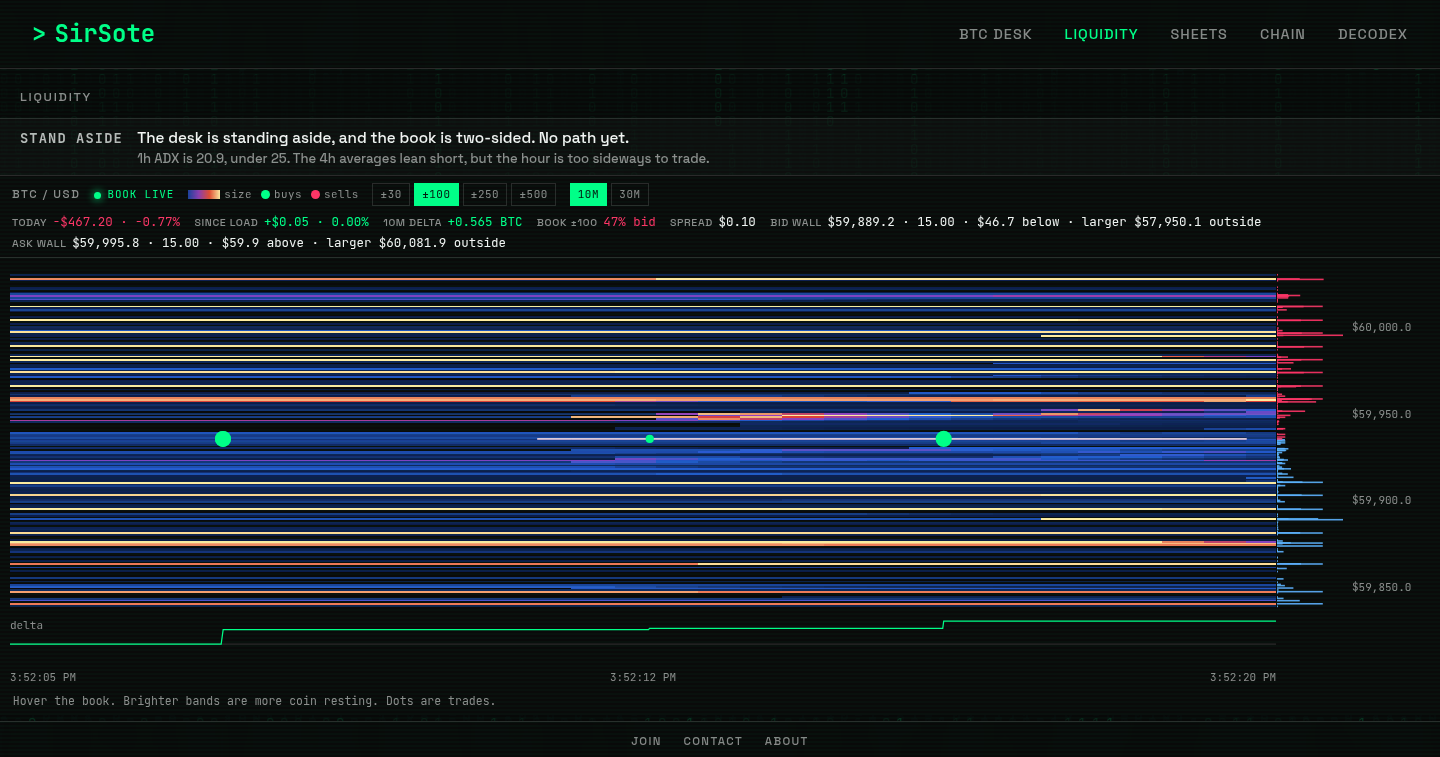 > SirSote
BTC DESK LIQUIDITY SHEETS CHAIN DECODEX
LIQUIDITY
STAND ASIDE The desk is standing aside, and the book is two-sided. No path yet.
1h ADX is 20.9, under 25. The 4h averages lean short, but the hour is too sideways to trade.
BTC / USD BOOK LIVE size buys sells ±30 ±100 ±250 ±500 10M 30M
TODAY -$467.20 · -0.77% SINCE LOAD +$0.05 · 0.00% 10M DELTA +0.565 BTC BOOK ±100 47% bid SPREAD $0.10 BID WALL $59,889.2 · 15.00 · $46.7 below · larger $57,950.1 outside
ASK WALL $59,995.8 · 15.00 · $59.9 above · larger $60,081.9 outside
$60,000.0
$59,950.0
$59,900.0
$59,850.0
delta
3:52:05 PM 3:52:12 PM 3:52:20 PM
Hover the book. Brighter bands are more coin resting. Dots are trades.
JOIN CONTACT ABOUT